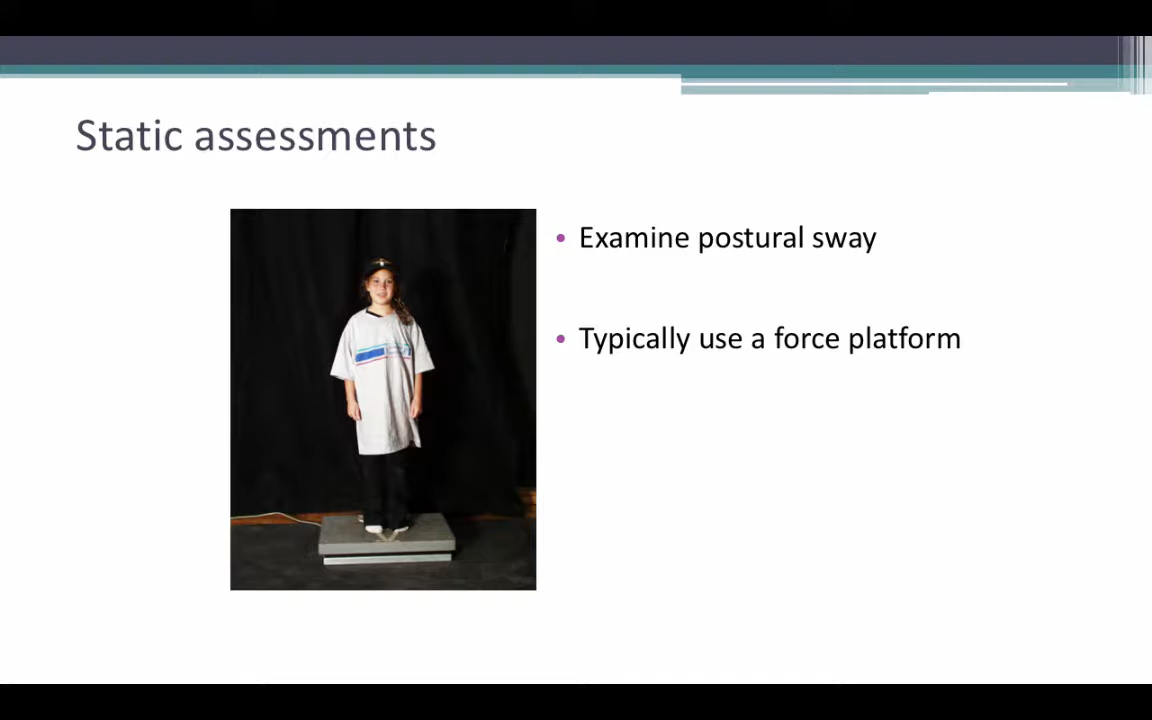 Static assessments
• Examine postural sway
• Typically use a force platform